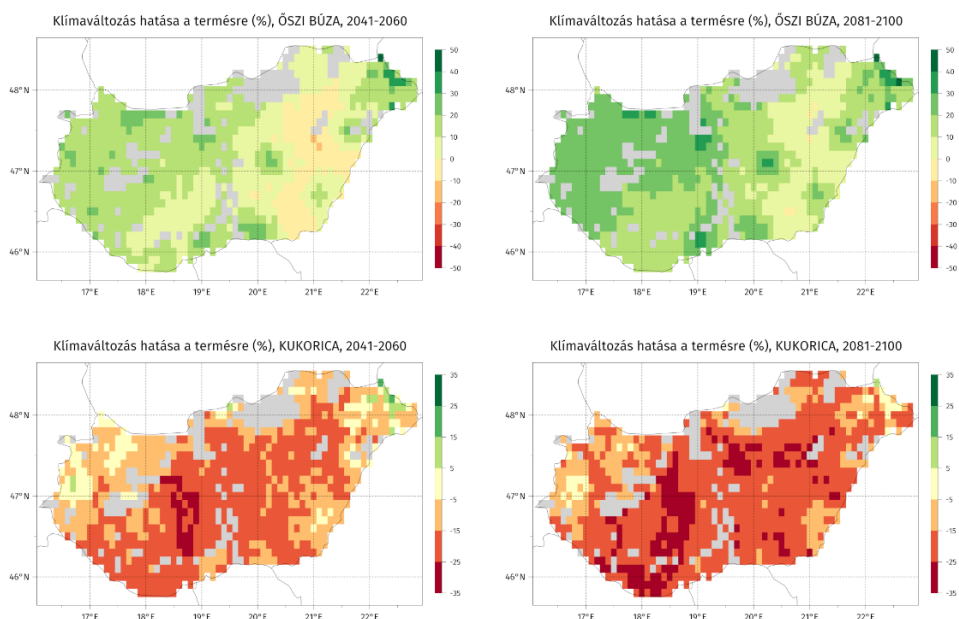 Klímaváltozás hatása a termésre (%), ŐSZI BÚZA, 2041-2060
50
40
30
20
10
0
-10
-20
-30
-40
-50
48°N
47°N
46°N
17°E 18°E 19°E 20°E 21°E 22°E
Klímaváltozás hatása a termésre (%), ŐSZI BÚZA, 2081-2100
50
40
30
20
10
0
-10
-20
-30
-40
-50
48°N
47°N
46°N
17°E 18°E 19°E 20°E 21°E 22°E
Klímaváltozás hatása a termésre (%), KUKORICA, 2041-2060
35
25
15
5
-5
-15
-25
-35
48°N
47°N
46°N
17°E 18°E 19°E 20°E 21°E 22°E
Klímaváltozás hatása a termésre (%), KUKORICA, 2081-2100
35
25
15
5
-5
-15
-25
-35
48°N
47°N
46°N
17°E 18°E 19°E 20°E 21°E 22°E